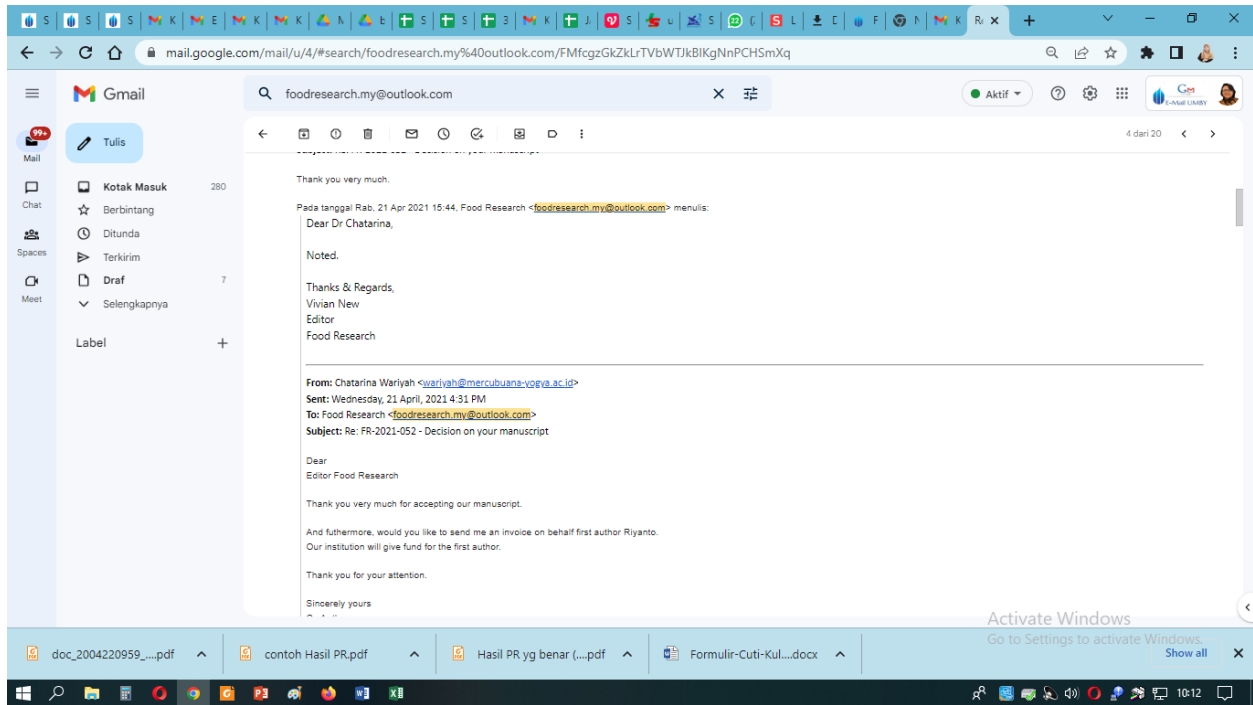 mail.google.com/mail/u/4/#search/foodresearch.my%40outlook.com/FMfcgzGkZkLrTVbWTJkBlKgNnPCHSmXq
Gmail
foodresearch.my@outlook.com
Aktif
GM
E-Mail UMBY
99+
Mail
Tulis
4 dari 20
Chat
Spaces
Meet
Kotak Masuk 280
Berbintang
Ditunda
Terkirim
Draf 7
Selengkapnya
Label
Thank you very much.
Pada tanggal Rab, 21 Apr 2021 15:44, Food Research <foodresearch.my@outlook.com> menulis:
Dear Dr Chatarina,
Noted.
Thanks & Regards,
Vivian New
Editor
Food Research
From: Chatarina Wariyah <wariyah@mercubuana-yogya.ac.id>
Sent: Wednesday, 21 April, 2021 4:31 PM
To: Food Research <foodresearch.my@outlook.com>
Subject: Re: FR-2021-052 - Decision on your manuscript
Dear
Editor Food Research
Thank you very much for accepting our manuscript.
And futhermore, would you like to send me an invoice on behalf first author Riyanto.
Our institution will give fund for the first author.
Thank you for your attention.
Sincerely yours
Activate Windows
Go to Settings to activate Windows.
doc_2004220959_....pdf
contoh Hasil PR.pdf
Hasil PR yg benar (....pdf
Formulir-Cuti-Kul....docx
Show all
10:12